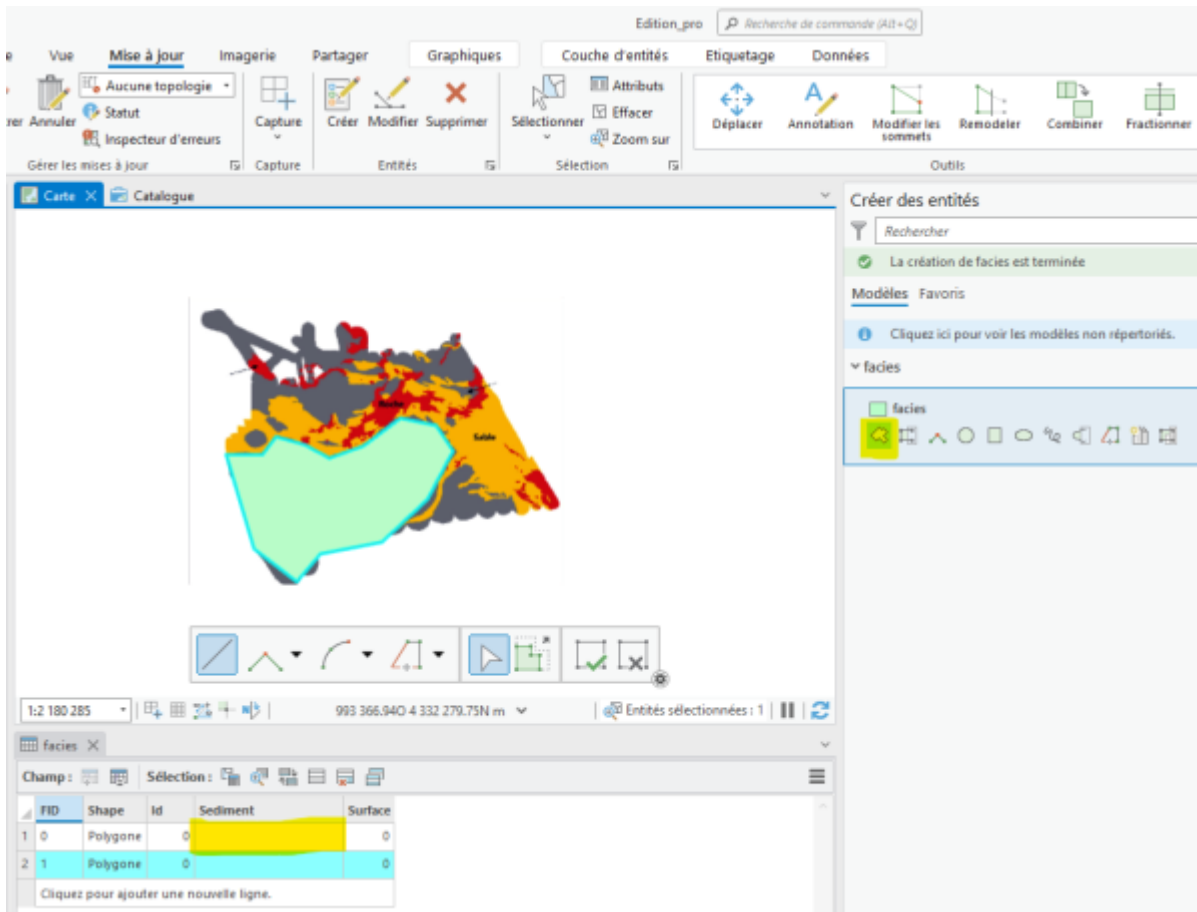 Edition_pro Recherche de commande (Alt+Q)
Vue Mise à jour Imagerie Partager Graphiques Couche d'entités Etiquetage Données
Aucune topologie
Statut
Inspecteur d'erreurs
Annuler
Capture
Créer Modifier Supprimer
Sélectionner
Attributs
Effacer
Zoom sur
Déplacer Annotation Modifier les sommets Remodeler Combiner Fractionner
Gérer les mises à jour Capture Entités Sélection Outils
Carte Catalogue
Créer des entités
Rechercher
La création de facies est terminée
Modèles Favoris
Cliquez ici pour voir les modèles non répertoriés.
facies
facies
Roche
Sable
1:2 180 285 993 366.94O 4 332 279.75N m Entités sélectionnées : 1
facies
Champ : Sélection :
FID Shape Id Sediment Surface
1 0 Polygone 0 0
2 1 Polygone 0 0
Cliquez pour ajouter une nouvelle ligne.